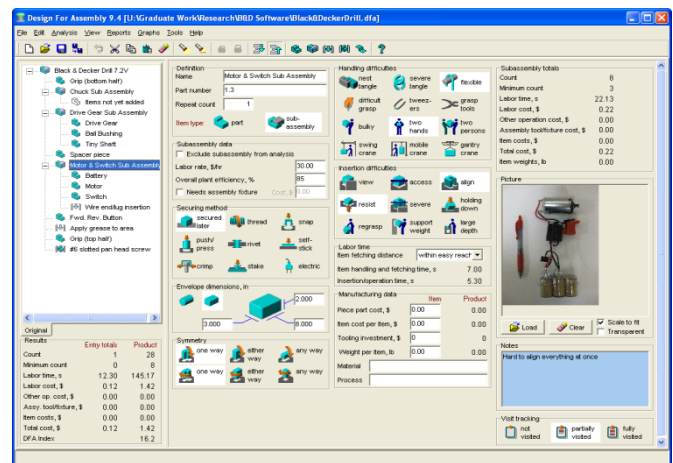 Design For Assembly 9.4 [U:\Graduate Work\Research\B&D Software\Black&DeckerDrill.dfa]
File Edit Analysis View Reports Graphs Tools Help
Black & Decker Drill 7.2V
Grip (bottom half)
Chuck Sub Assembly
Items not yet added
Drive Gear Sub Assembly
Drive Gear
Ball Bushing
Tiny Shaft
Spacer piece
Motor & Switch Sub Assembly
Battery
Motor
Switch
Wire end/lug insertion
Fwd. Rev. Button
Apply grease to area
Grip (top half)
#6 slotted pan head screw
Original
Results
Entry totals Product
Count 1 28
Minimum count 0 8
Labor time, s 12.30 145.17
Labor cost, $ 0.12 1.42
Other op. cost, $ 0.00 0.00
Assy. tool/fixture, $ 0.00 0.00
Item costs, $ 0.00 0.00
Total cost, $ 0.12 1.42
DFA Index 16.2
Definition
Name Motor & Switch Sub Assembly
Part number 1.3
Repeat count 1
Item type: part sub-assembly
Subassembly data
Exclude subassembly from analysis
Labor rate, $/hr 30.00
Overall plant efficiency, % 85
Needs assembly fixture Cost, $ 0.00
Securing method
secured later thread snap
push/ press rivet self-stick
crimp stake electric
Envelope dimensions, in
2.000
3.000 8.000
Symmetry
one way either way any way
one way either way any way
Handling difficulties
nest tangle severe tangle flexible
difficult grasp tweez-ers grasp tools
bulky two hands two persons
swing crane mobile crane gantry crane
Insertion difficulties
view access align
resist severe holding down
regrasp support weight large depth
Labor time
Item fetching distance within easy reach
Item handling and fetching time, s 7.00
Insertion/operation time, s 5.30
Manufacturing data
Item Product
Piece part cost, $ 0.00 0.00
Item cost per item, $ 0.00 0.00
Tooling investment, $ 0 0
Weight per item, lb 0.00 0.00
Material
Process
Subassembly totals
Count 8
Minimum count 3
Labor time, s 22.13
Labor cost, $ 0.22
Other operation cost, $ 0.00
Assembly tool/fixture cost, $ 0.00
Item costs, $ 0.00
Total cost, $ 0.22
Item weights, lb 0.00
Picture
Load Clear Scale to fit
Transparent
Notes
Hard to align everything at once
Visit tracking
not visited partially visited fully visited